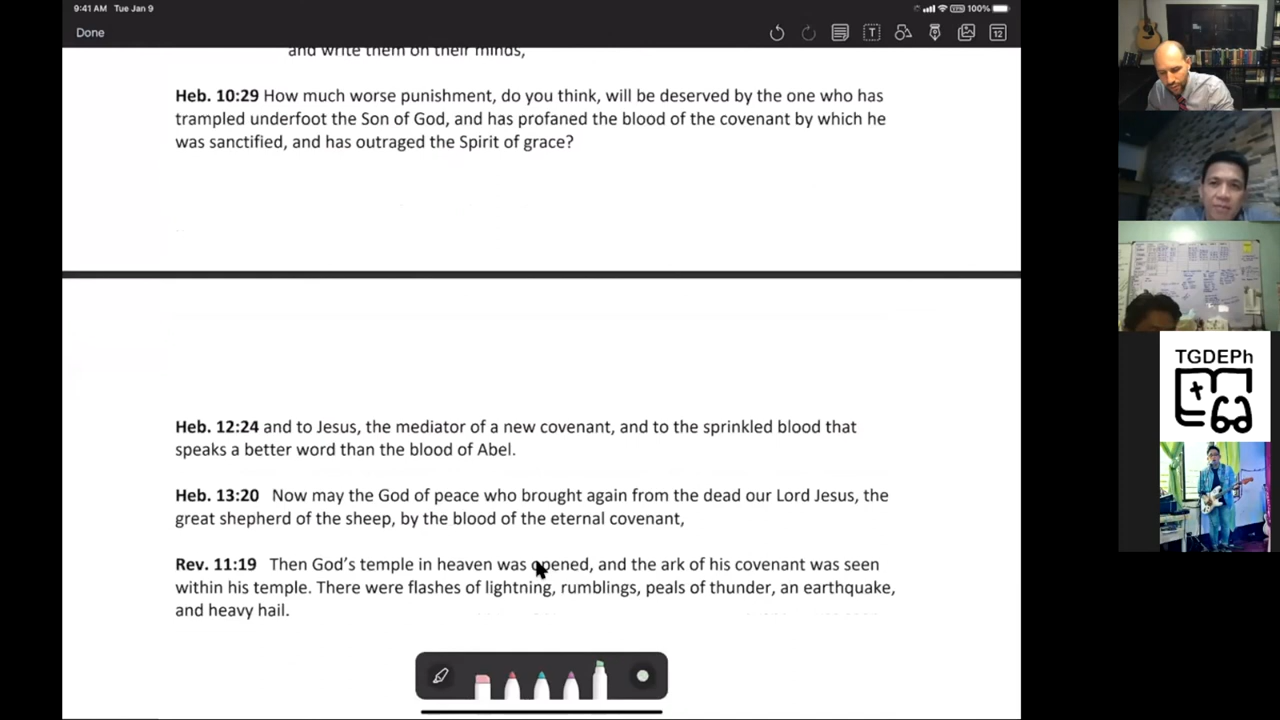 9:41 AM Tue Jan 9
100%
Done
and write them on their minds,
Heb. 10:29 How much worse punishment, do you think, will be deserved by the one who has
trampled underfoot the Son of God, and has profaned the blood of the covenant by which he
was sanctified, and has outraged the Spirit of grace?
Heb. 12:24 and to Jesus, the mediator of a new covenant, and to the sprinkled blood that
speaks a better word than the blood of Abel.
Heb. 13:20 Now may the God of peace who brought again from the dead our Lord Jesus, the
great shepherd of the sheep, by the blood of the eternal covenant,
Rev. 11:19 Then God’s temple in heaven was opened, and the ark of his covenant was seen
within his temple. There were flashes of lightning, rumblings, peals of thunder, an earthquake,
and heavy hail.
TGDEPh